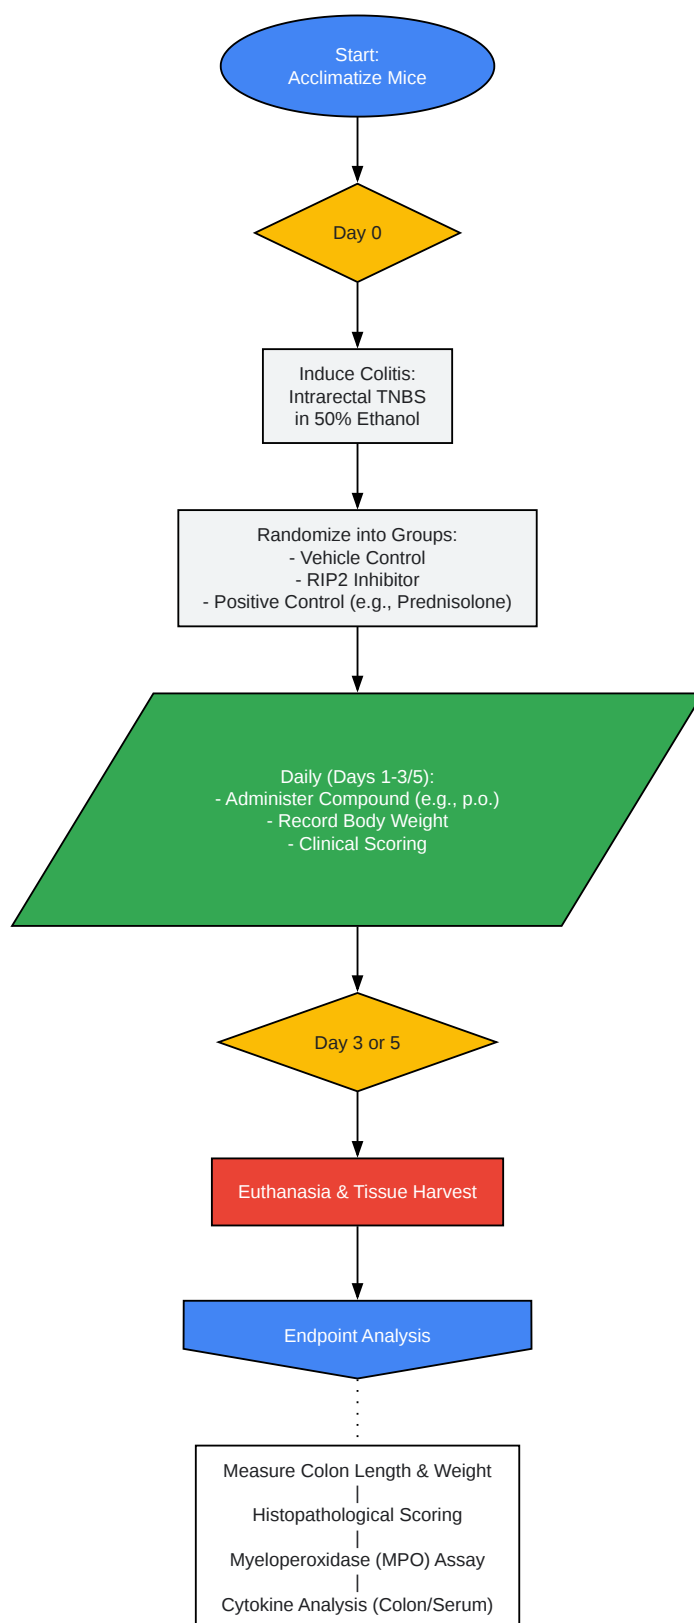 Start:
Acclimatize Mice
Day 0
Induce Colitis:
Intrarectal TNBS
in 50% Ethanol
Randomize into Groups:
- Vehicle Control
- RIP2 Inhibitor
- Positive Control (e.g., Prednisolone)
Daily (Days 1-3/5):
- Administer Compound (e.g., p.o.)
- Record Body Weight
- Clinical Scoring
Day 3 or 5
Euthanasia & Tissue Harvest
Endpoint Analysis
Measure Colon Length & Weight
|
Histopathological Scoring
|
Myeloperoxidase (MPO) Assay
|
Cytokine Analysis (Colon/Serum)